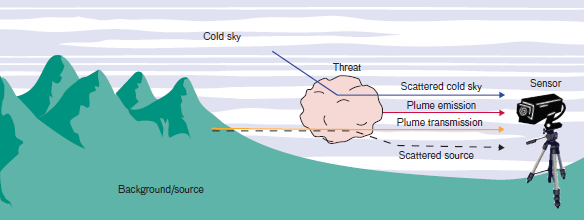 Cold sky
Threat
Scattered cold sky
Sensor
Plume emission
Plume transmission
Scattered source
Background/source